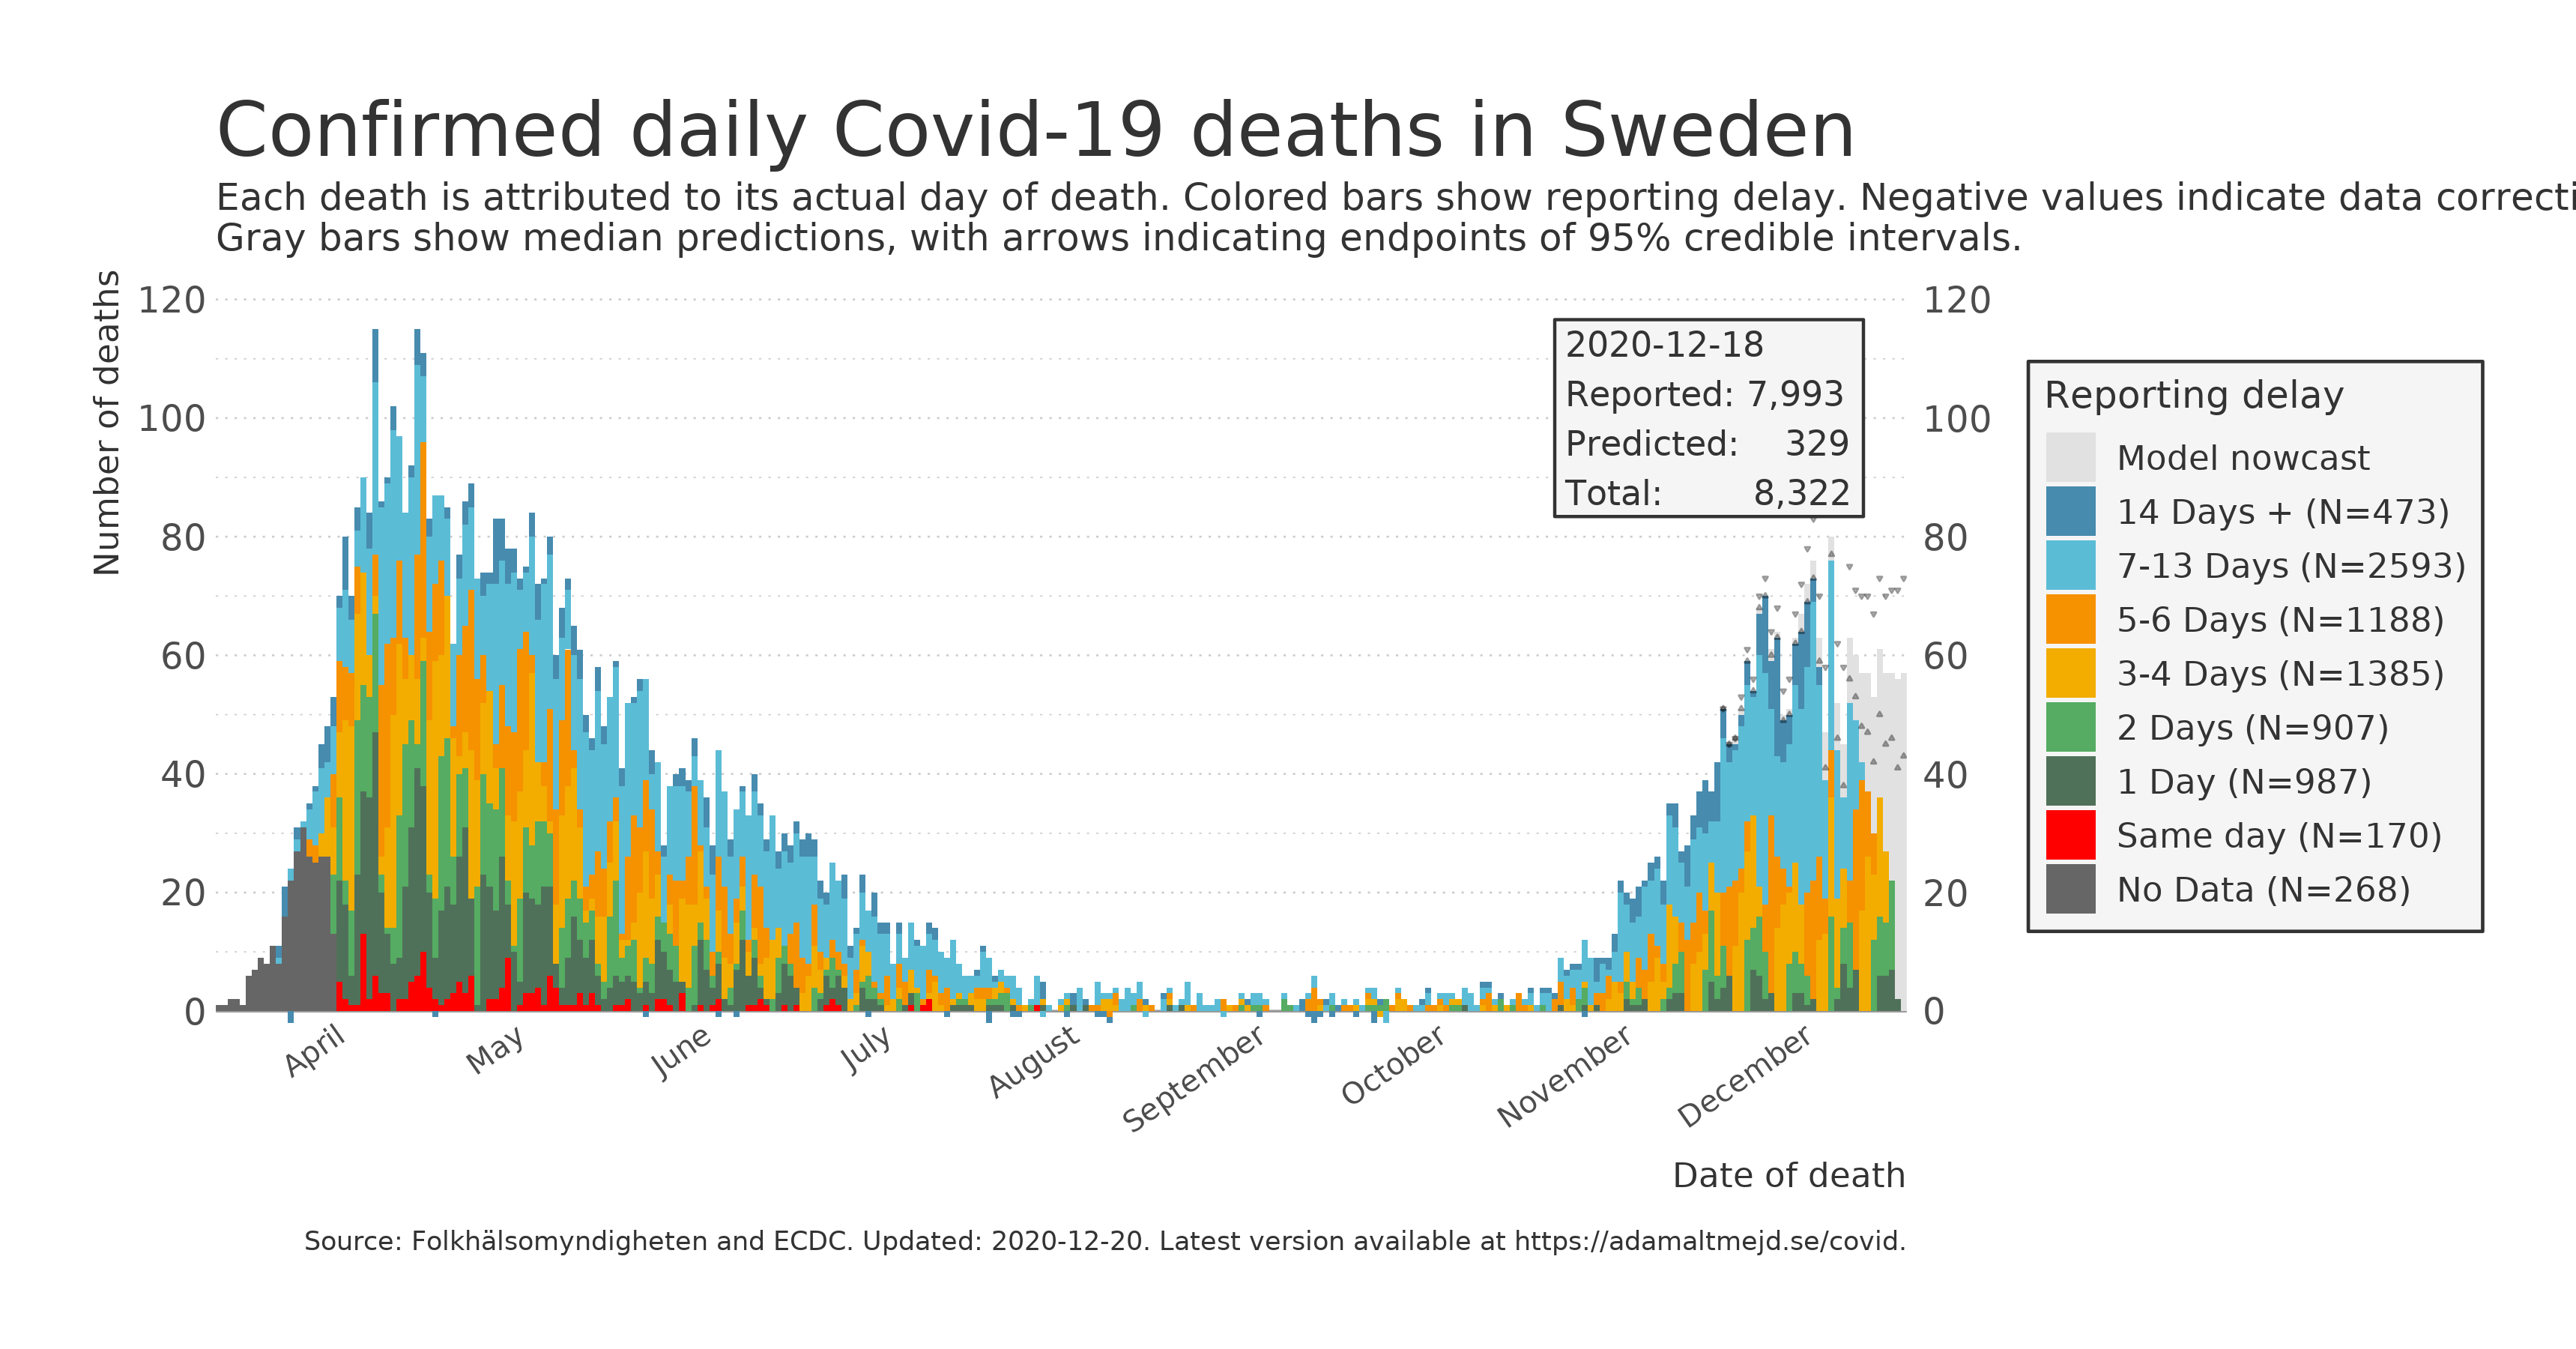 Confirmed daily Covid-19 deaths in Sweden
Each death is attributed to its actual day of death. Colored bars show reporting delay. Negative values indicate data correcti
Gray bars show median predictions, with arrows indicating endpoints of 95% credible intervals.
Number of deaths
120
100
80
60
40
20
0
120
100
80
60
40
20
0
2020-12-18
Reported: 7,993
Predicted: 329
Total: 8,322
Reporting delay
Model nowcast
14 Days + (N=473)
7-13 Days (N=2593)
5-6 Days (N=1188)
3-4 Days (N=1385)
2 Days (N=907)
1 Day (N=987)
Same day (N=170)
No Data (N=268)
April
May
June
July
August
September
October
November
December
Date of death
Source: Folkhälsomyndigheten and ECDC. Updated: 2020-12-20. Latest version available at https://adamaltmejd.se/covid.